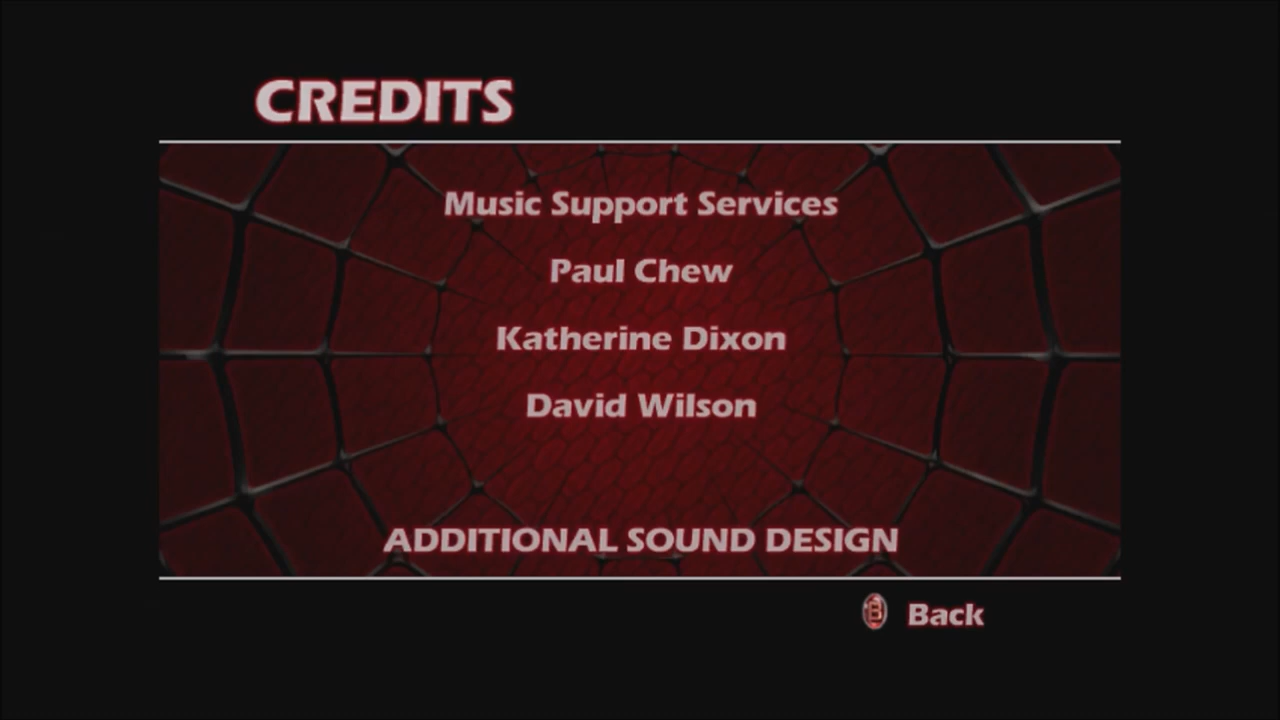 CREDITS
Music Support Services
Paul Chew
Katherine Dixon
David Wilson
ADDITIONAL SOUND DESIGN
B Back